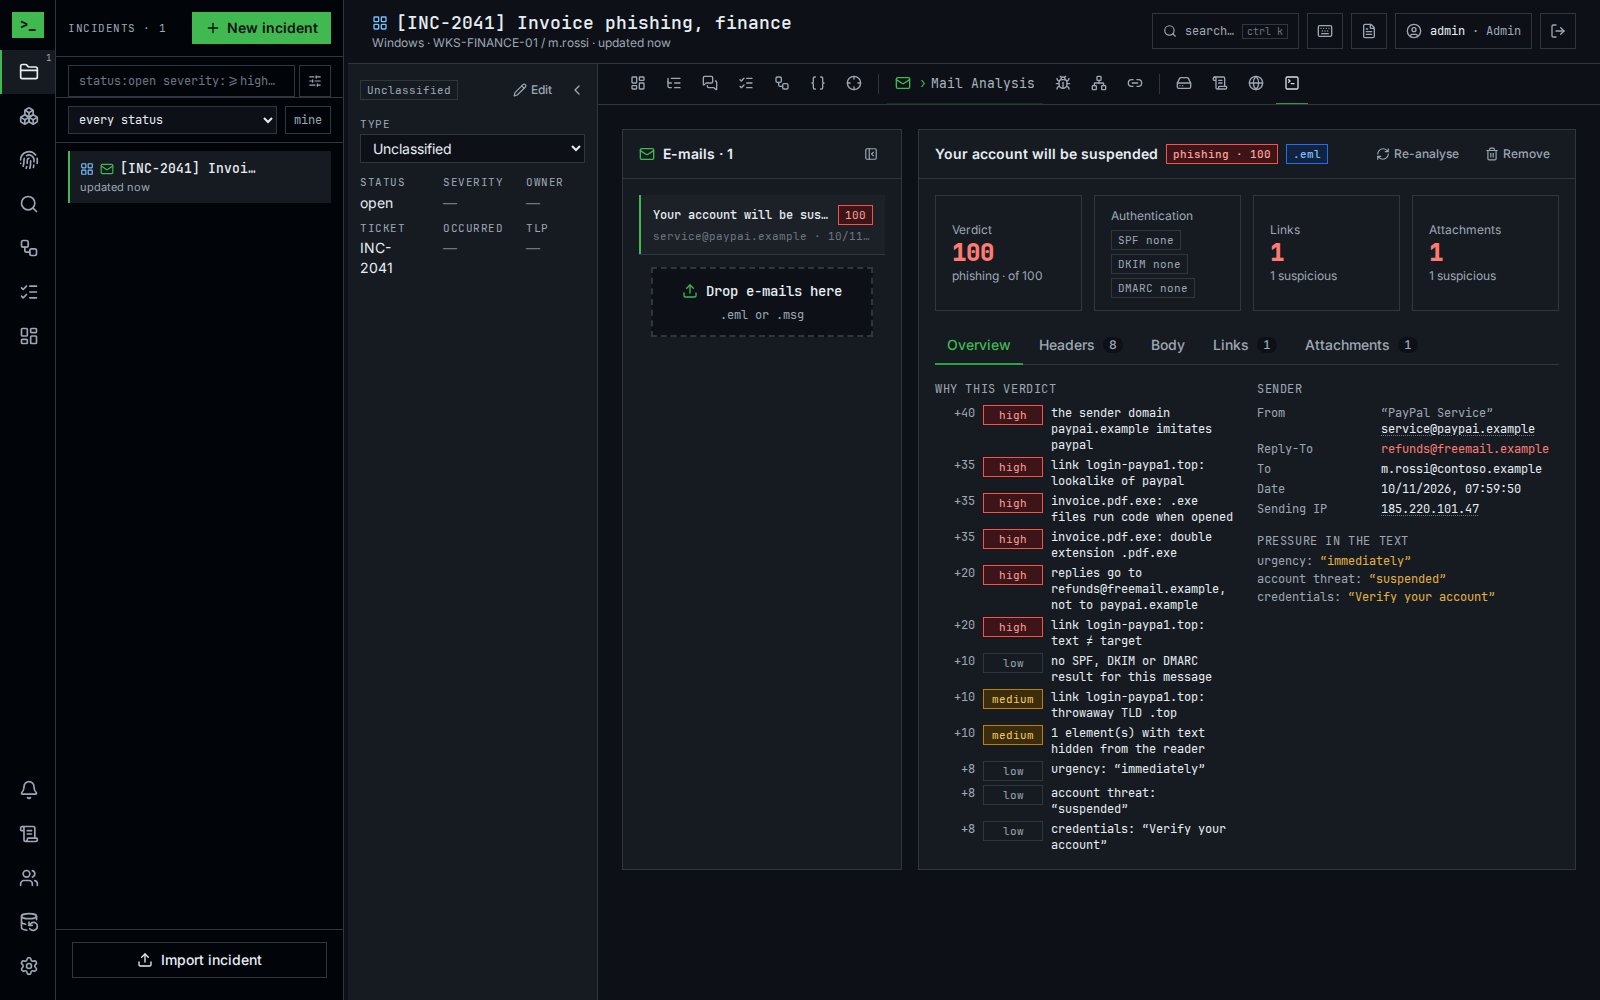 >_
1
INCIDENTS · 1
+ New incident
status:open severity:≥high…
every status
mine
[INC-2041] Invoi…
updated now
Import incident
[INC-2041] Invoice phishing, finance
Windows · WKS-FINANCE-01 / m.rossi · updated now
search… ctrl k
admin · Admin
Unclassified
Edit
TYPE
Unclassified
STATUS SEVERITY OWNER
open — —
TICKET OCCURRED TLP
INC-2041 — —
› Mail Analysis
E-mails · 1
Your account will be sus… 100
service@paypai.example · 10/11…
Drop e-mails here
.eml or .msg
Your account will be suspended phishing · 100 .eml
Re-analyse
Remove
Verdict
100
phishing · of 100
Authentication
SPF none
DKIM none
DMARC none
Links
1
1 suspicious
Attachments
1
1 suspicious
Overview Headers 8 Body Links 1 Attachments 1
WHY THIS VERDICT
+40 high the sender domain
paypai.example imitates
paypal
+35 high link login-paypa1.top:
lookalike of paypal
+35 high invoice.pdf.exe: .exe
files run code when opened
+35 high invoice.pdf.exe: double
extension .pdf.exe
+20 high replies go to
refunds@freemail.example,
not to paypai.example
+20 high link login-paypa1.top:
text ≠ target
+10 low no SPF, DKIM or DMARC
result for this message
+10 medium link login-paypa1.top:
throwaway TLD .top
+10 medium 1 element(s) with text
hidden from the reader
+8 low urgency: “immediately”
+8 low account threat:
“suspended”
+8 low credentials: “Verify your
account”
SENDER
From “PayPal Service”
service@paypai.example
Reply-To refunds@freemail.example
To m.rossi@contoso.example
Date 10/11/2026, 07:59:50
Sending IP 185.220.101.47
PRESSURE IN THE TEXT
urgency: “immediately”
account threat: “suspended”
credentials: “Verify your account”